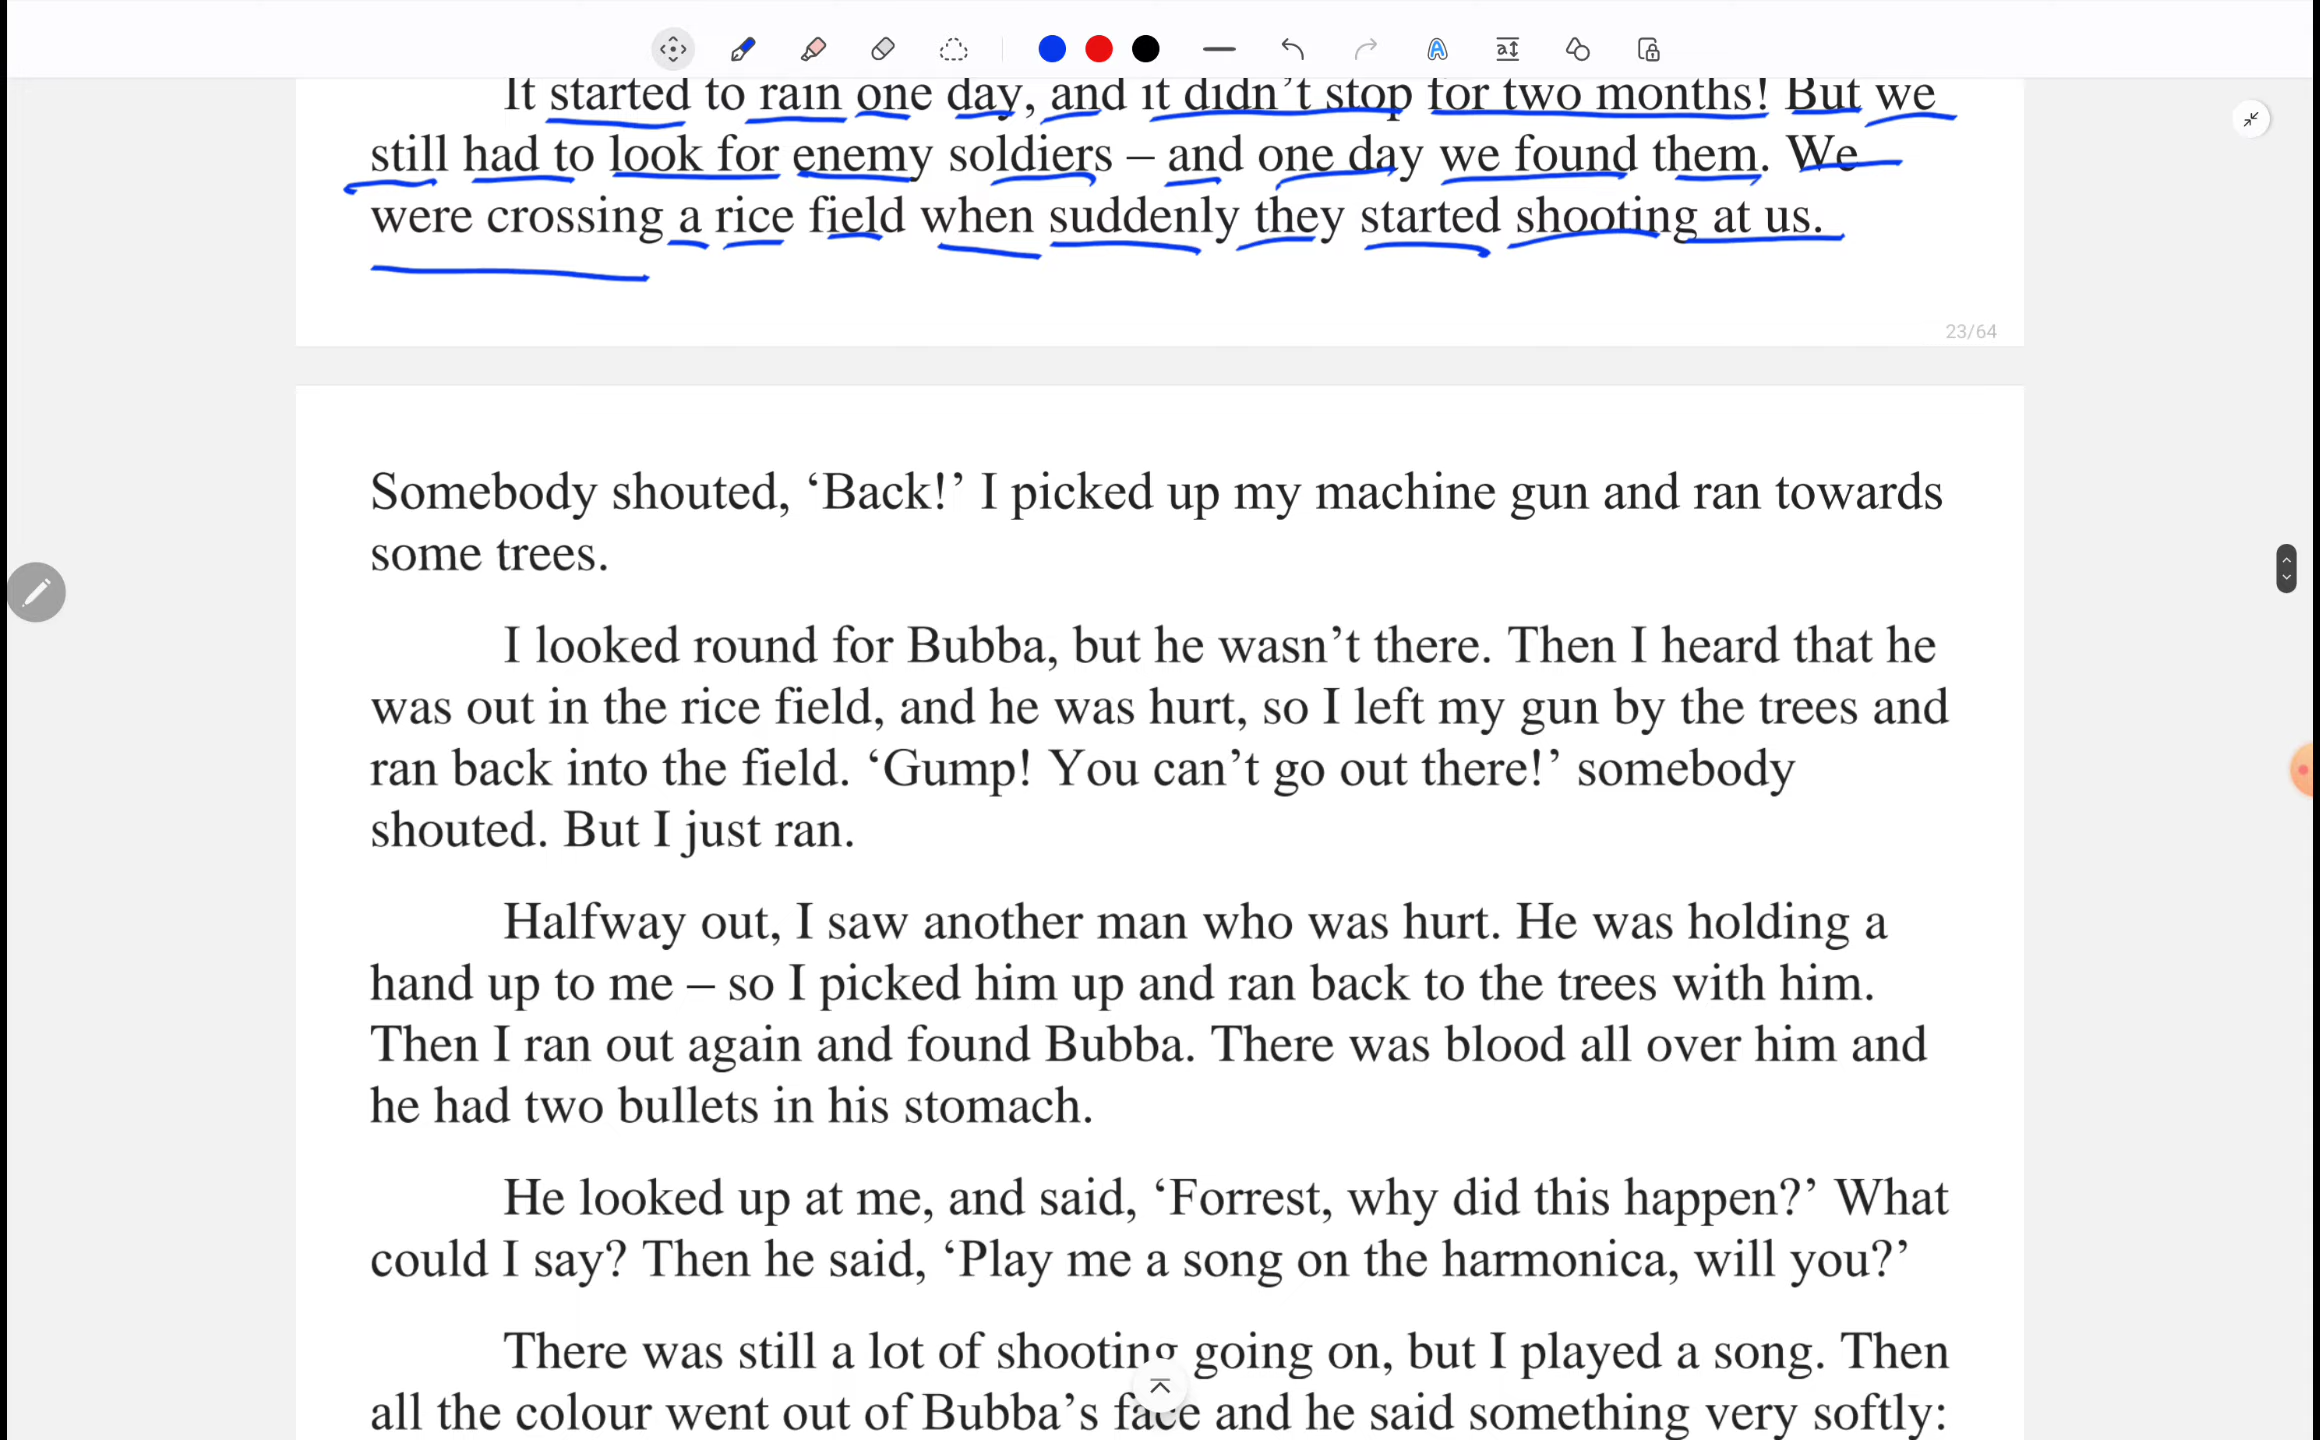 It started to rain one day, and it didn’t stop for two months! But we
still had to look for enemy soldiers – and one day we found them. We
were crossing a rice field when suddenly they started shooting at us.
23/64
Somebody shouted, ‘Back!’ I picked up my machine gun and ran towards
some trees.
I looked round for Bubba, but he wasn’t there. Then I heard that he
was out in the rice field, and he was hurt, so I left my gun by the trees and
ran back into the field. ‘Gump! You can’t go out there!’ somebody
shouted. But I just ran.
Halfway out, I saw another man who was hurt. He was holding a
hand up to me – so I picked him up and ran back to the trees with him.
Then I ran out again and found Bubba. There was blood all over him and
he had two bullets in his stomach.
He looked up at me, and said, ‘Forrest, why did this happen?’ What
could I say? Then he said, ‘Play me a song on the harmonica, will you?’
There was still a lot of shooting going on, but I played a song. Then
all the colour went out of Bubba’s face and he said something very softly: